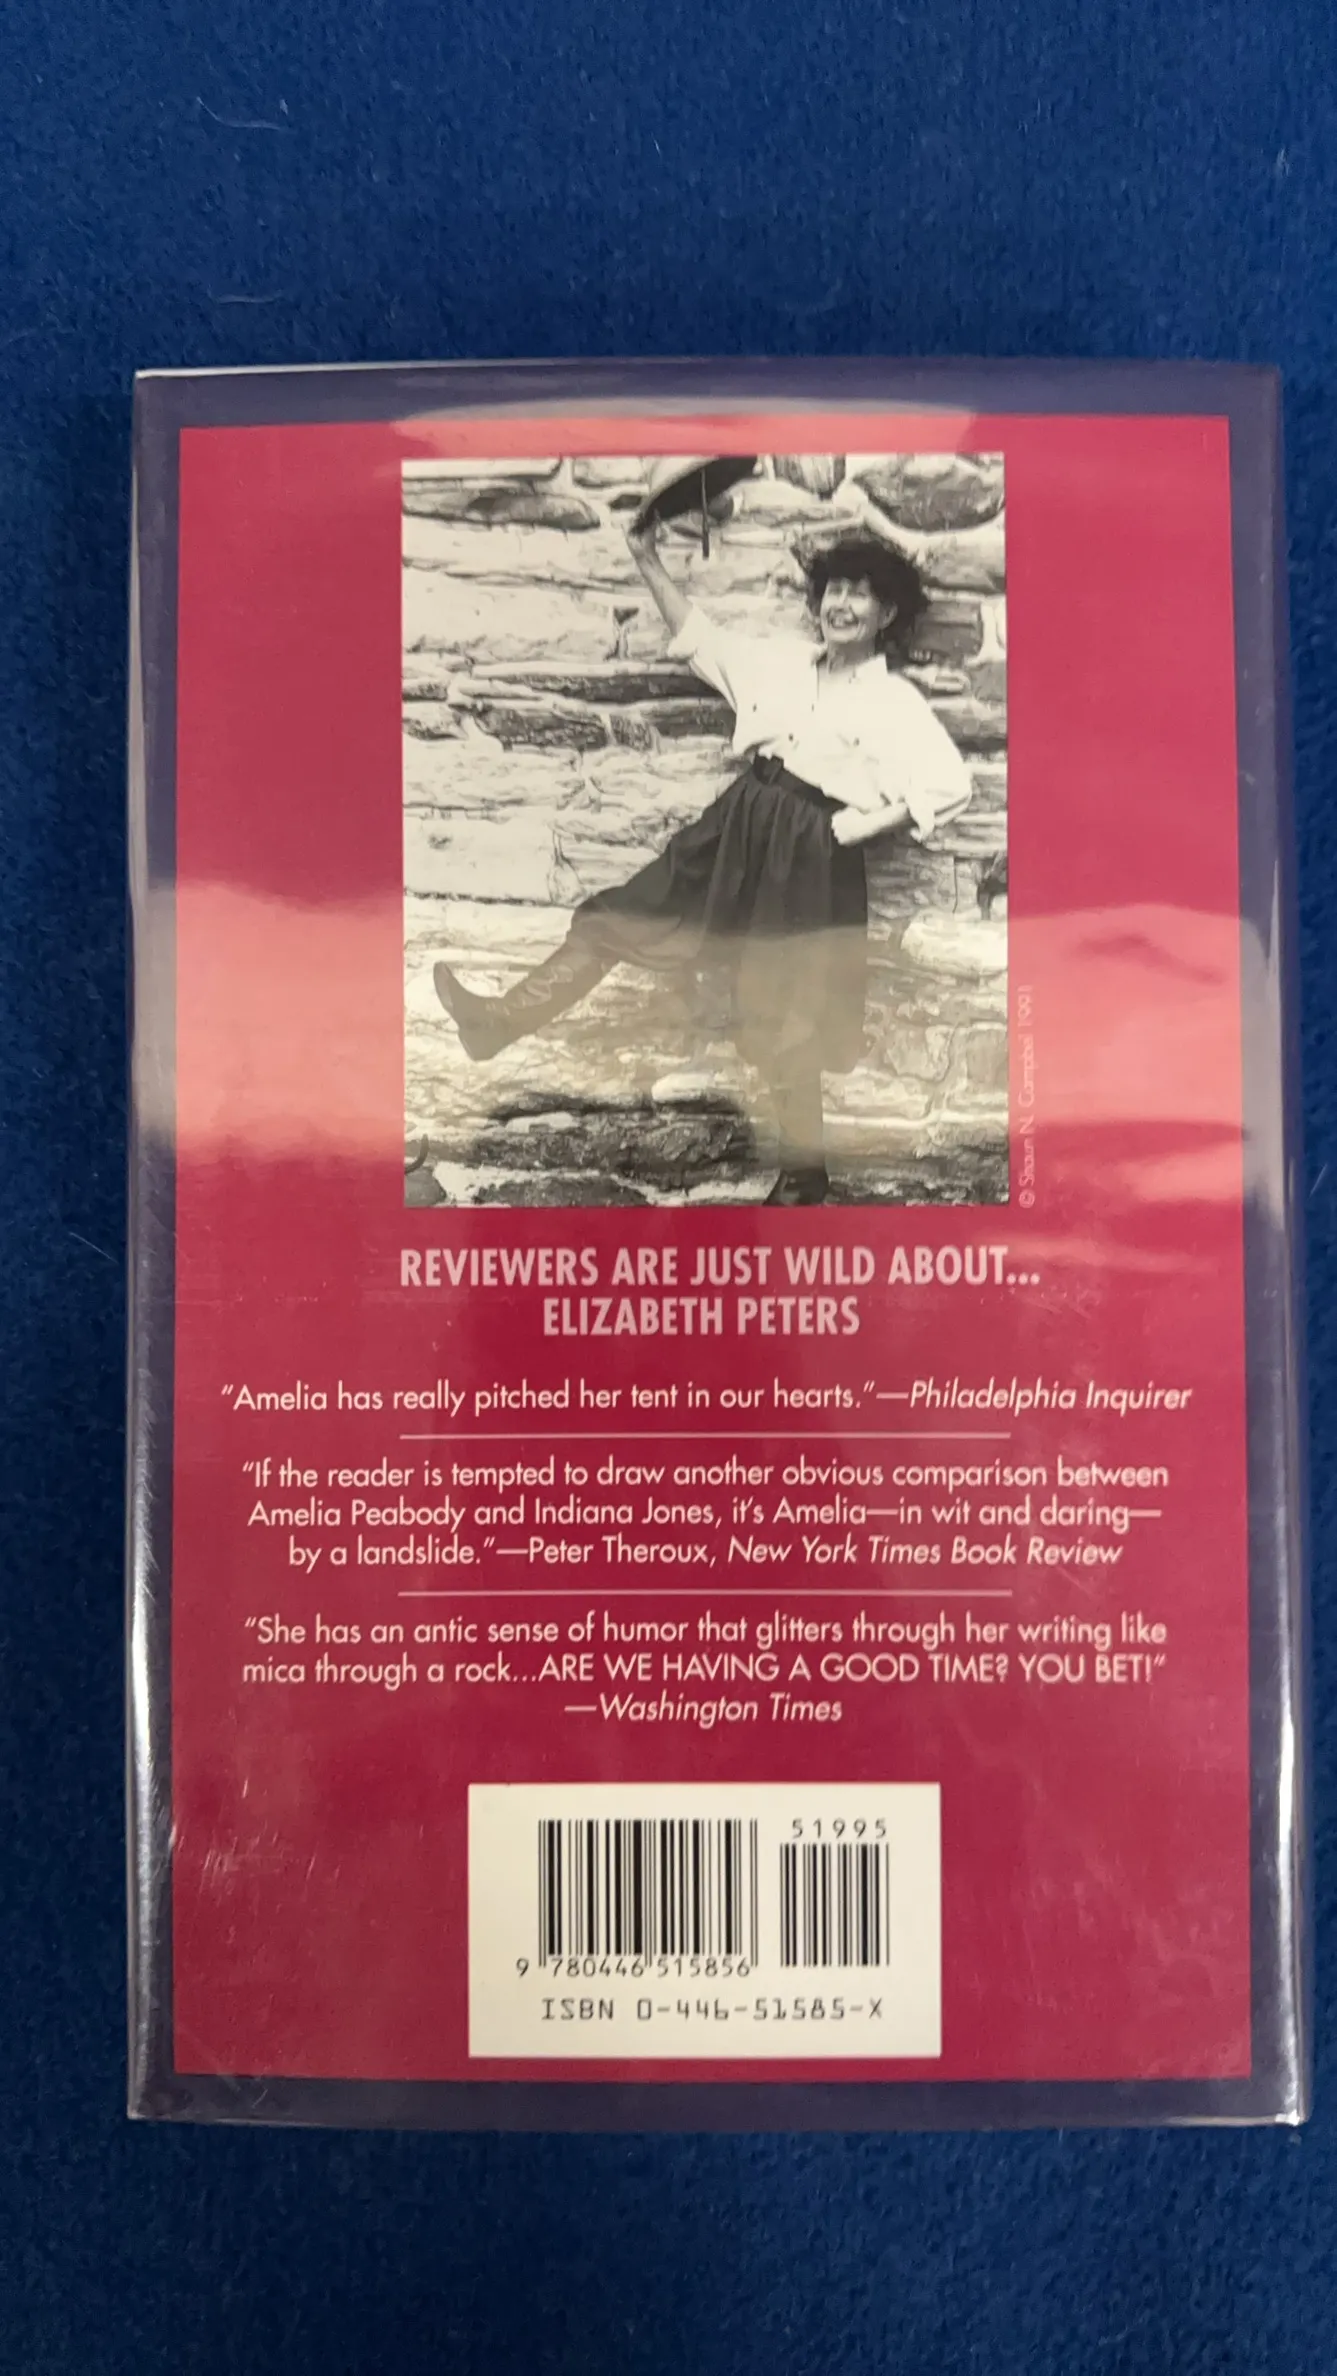 © Shaun N. Campbell 1991
REVIEWERS ARE JUST WILD ABOUT...
ELIZABETH PETERS
“Amelia has really pitched her tent in our hearts.”—Philadelphia Inquirer
“If the reader is tempted to draw another obvious comparison between
Amelia Peabody and Indiana Jones, it's Amelia—in wit and daring—
by a landslide.”—Peter Theroux, New York Times Book Review
“She has an antic sense of humor that glitters through her writing like
mica through a rock...ARE WE HAVING A GOOD TIME? YOU BET!”
—Washington Times
51995
9 780446 515856
ISBN 0-446-51585-X